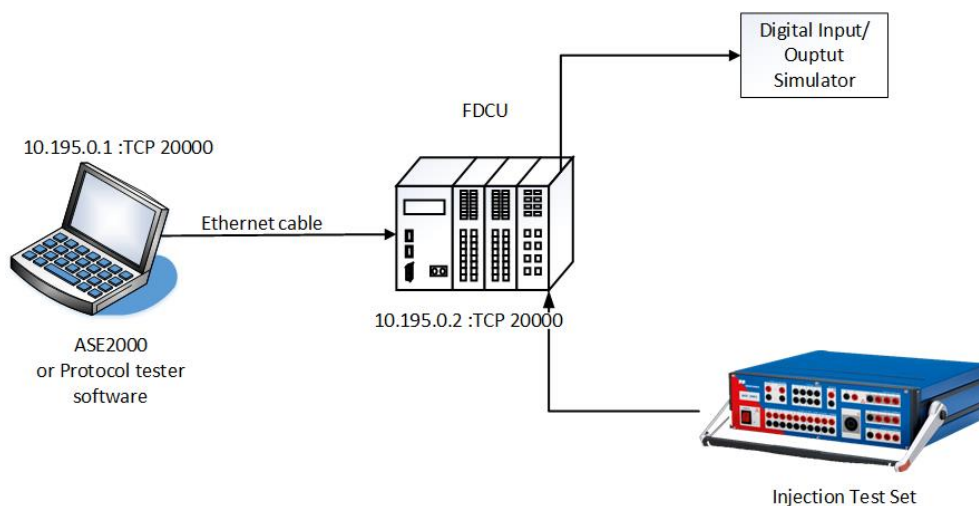 Digital Input/
Ouptut
Simulator
FDCU
10.195.0.1 :TCP 20000
Ethernet cable
10.195.0.2 :TCP 20000
ASE2000
or Protocol tester
software
Injection Test Set